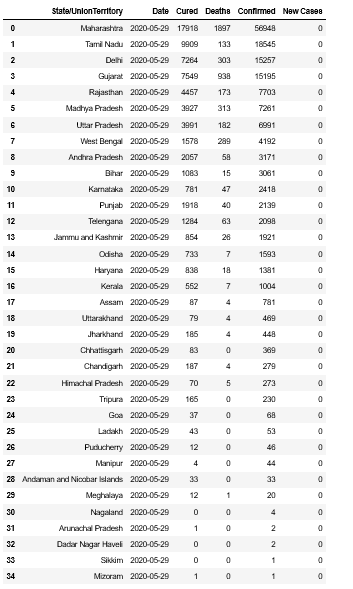 State/UnionTerritory Date Cured Deaths Confirmed New Cases
0 Maharashtra 2020-05-29 17918 1897 56948 0
1 Tamil Nadu 2020-05-29 9909 133 18545 0
2 Delhi 2020-05-29 7264 303 15257 0
3 Gujarat 2020-05-29 7549 938 15195 0
4 Rajasthan 2020-05-29 4457 173 7703 0
5 Madhya Pradesh 2020-05-29 3927 313 7261 0
6 Uttar Pradesh 2020-05-29 3991 182 6991 0
7 West Bengal 2020-05-29 1578 289 4192 0
8 Andhra Pradesh 2020-05-29 2057 58 3171 0
9 Bihar 2020-05-29 1083 15 3061 0
10 Karnataka 2020-05-29 781 47 2418 0
11 Punjab 2020-05-29 1918 40 2139 0
12 Telengana 2020-05-29 1284 63 2098 0
13 Jammu and Kashmir 2020-05-29 854 26 1921 0
14 Odisha 2020-05-29 733 7 1593 0
15 Haryana 2020-05-29 838 18 1381 0
16 Kerala 2020-05-29 552 7 1004 0
17 Assam 2020-05-29 87 4 781 0
18 Uttarakhand 2020-05-29 79 4 469 0
19 Jharkhand 2020-05-29 185 4 448 0
20 Chhattisgarh 2020-05-29 83 0 369 0
21 Chandigarh 2020-05-29 187 4 279 0
22 Himachal Pradesh 2020-05-29 70 5 273 0
23 Tripura 2020-05-29 165 0 230 0
24 Goa 2020-05-29 37 0 68 0
25 Ladakh 2020-05-29 43 0 53 0
26 Puducherry 2020-05-29 12 0 46 0
27 Manipur 2020-05-29 4 0 44 0
28 Andaman and Nicobar Islands 2020-05-29 33 0 33 0
29 Meghalaya 2020-05-29 12 1 20 0
30 Nagaland 2020-05-29 0 0 4 0
31 Arunachal Pradesh 2020-05-29 1 0 2 0
32 Dadar Nagar Haveli 2020-05-29 0 0 2 0
33 Sikkim 2020-05-29 0 0 1 0
34 Mizoram 2020-05-29 1 0 1 0